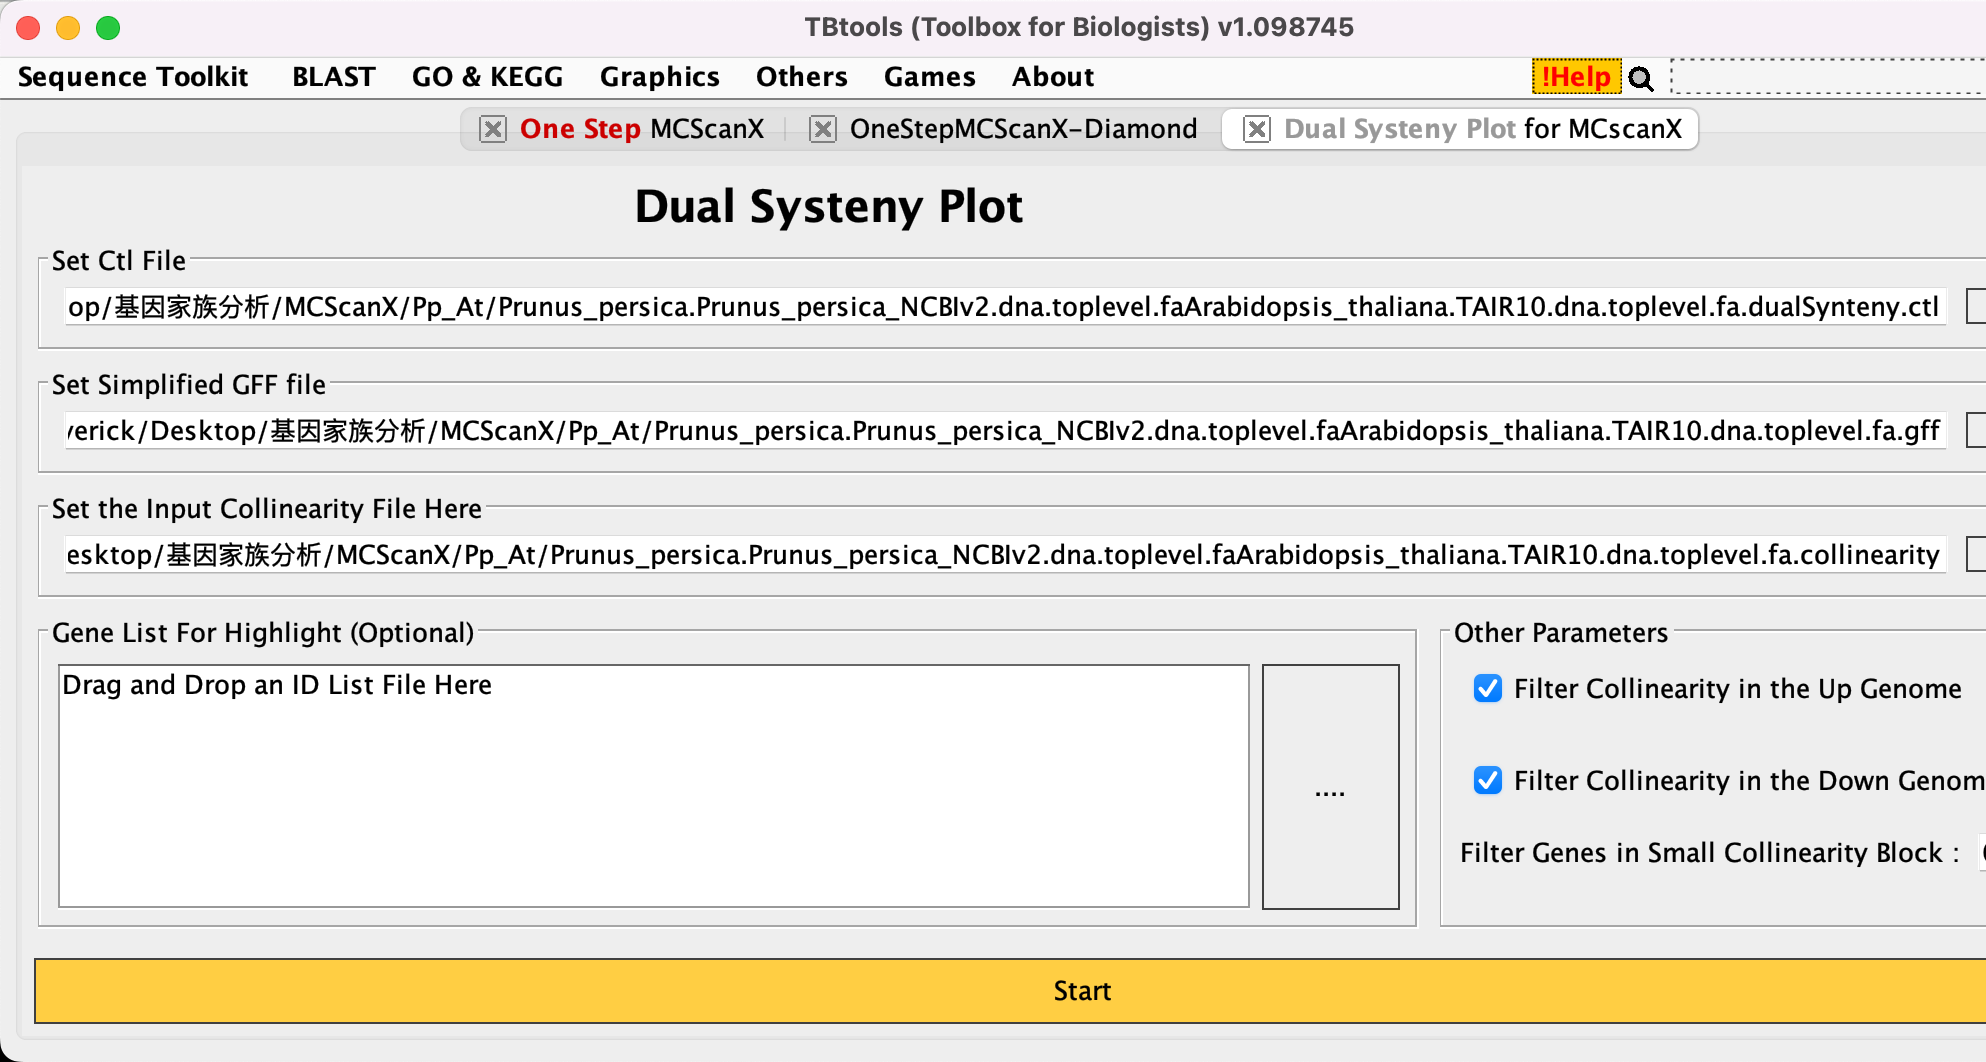 TBtools (Toolbox for Biologists) v1.098745
Sequence Toolkit BLAST GO & KEGG Graphics Others Games About !Help
One Step MCScanX OneStepMCScanX-Diamond Dual Systeny Plot for MCscanX
Dual Systeny Plot
Set Ctl File
op/基因家族分析/MCScanX/Pp_At/Prunus_persica.Prunus_persica_NCBIv2.dna.toplevel.faArabidopsis_thaliana.TAIR10.dna.toplevel.fa.dualSynteny.ctl
Set Simplified GFF file
verick/Desktop/基因家族分析/MCScanX/Pp_At/Prunus_persica.Prunus_persica_NCBIv2.dna.toplevel.faArabidopsis_thaliana.TAIR10.dna.toplevel.fa.gff
Set the Input Collinearity File Here
esktop/基因家族分析/MCScanX/Pp_At/Prunus_persica.Prunus_persica_NCBIv2.dna.toplevel.faArabidopsis_thaliana.TAIR10.dna.toplevel.fa.collinearity
Gene List For Highlight (Optional)
Drag and Drop an ID List File Here
....
Other Parameters
Filter Collinearity in the Up Genome
Filter Collinearity in the Down Genom
Filter Genes in Small Collinearity Block :
Start